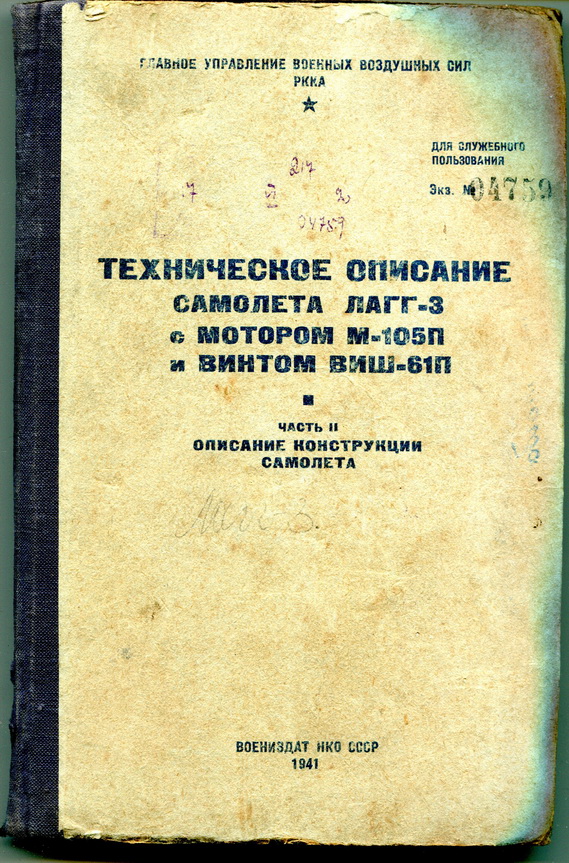 ГЛАВНОЕ УПРАВЛЕНИЕ ВОЕННЫХ ВОЗДУШНЫХ СИЛ
РККА
ДЛЯ СЛУЖЕБНОГО
ПОЛЬЗОВАНИЯ
Экз. № 04759
04759
ТЕХНИЧЕСКОЕ ОПИСАНИЕ
САМОЛЕТА ЛАГГ-3
с МОТОРОМ М-105П
и ВИНТОМ ВИШ-61П
ЧАСТЬ II
ОПИСАНИЕ КОНСТРУКЦИИ
САМОЛЕТА
ВОЕНИЗДАТ НКО СССР
1941